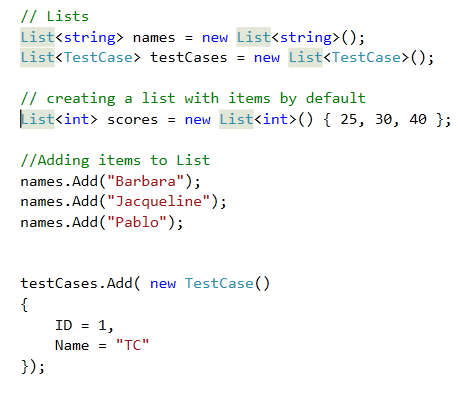 // Lists
List<string> names = new List<string>();
List<TestCase> testCases = new List<TestCase>();
// creating a list with items by default
List<int> scores = new List<int>() { 25, 30, 40 };
//Adding items to List
names.Add("Barbara");
names.Add("Jacqueline");
names.Add("Pablo");
testCases.Add( new TestCase()
{
ID = 1,
Name = "TC"
});